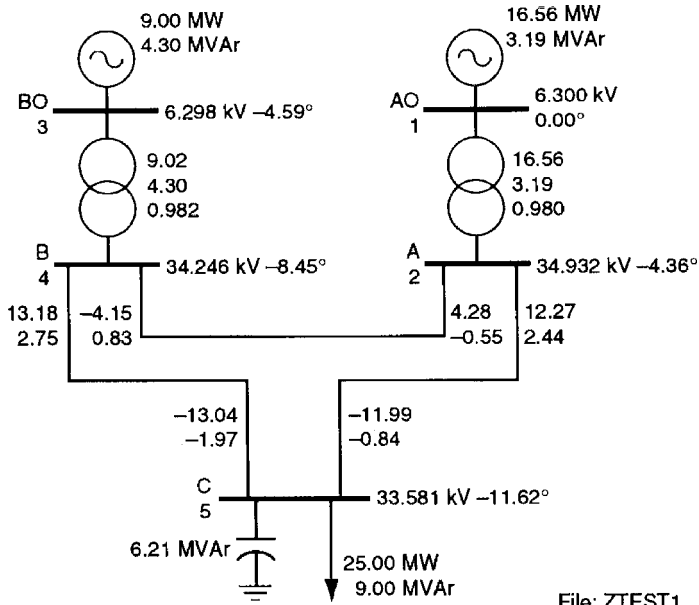 9.00 MW
4.30 MVAr
16.56 MW
3.19 MVAr
BO
3
6.298 kV –4.59°
AO
1
6.300 kV
0.00°
9.02
4.30
0.982
16.56
3.19
0.980
B
4
34.246 kV –8.45°
A
2
34.932 kV –4.36°
13.18
2.75
–4.15
0.83
4.28
–0.55
12.27
2.44
–13.04
–1.97
–11.99
–0.84
C
5
33.581 kV –11.62°
6.21 MVAr
25.00 MW
9.00 MVAr
File: ZTEST1